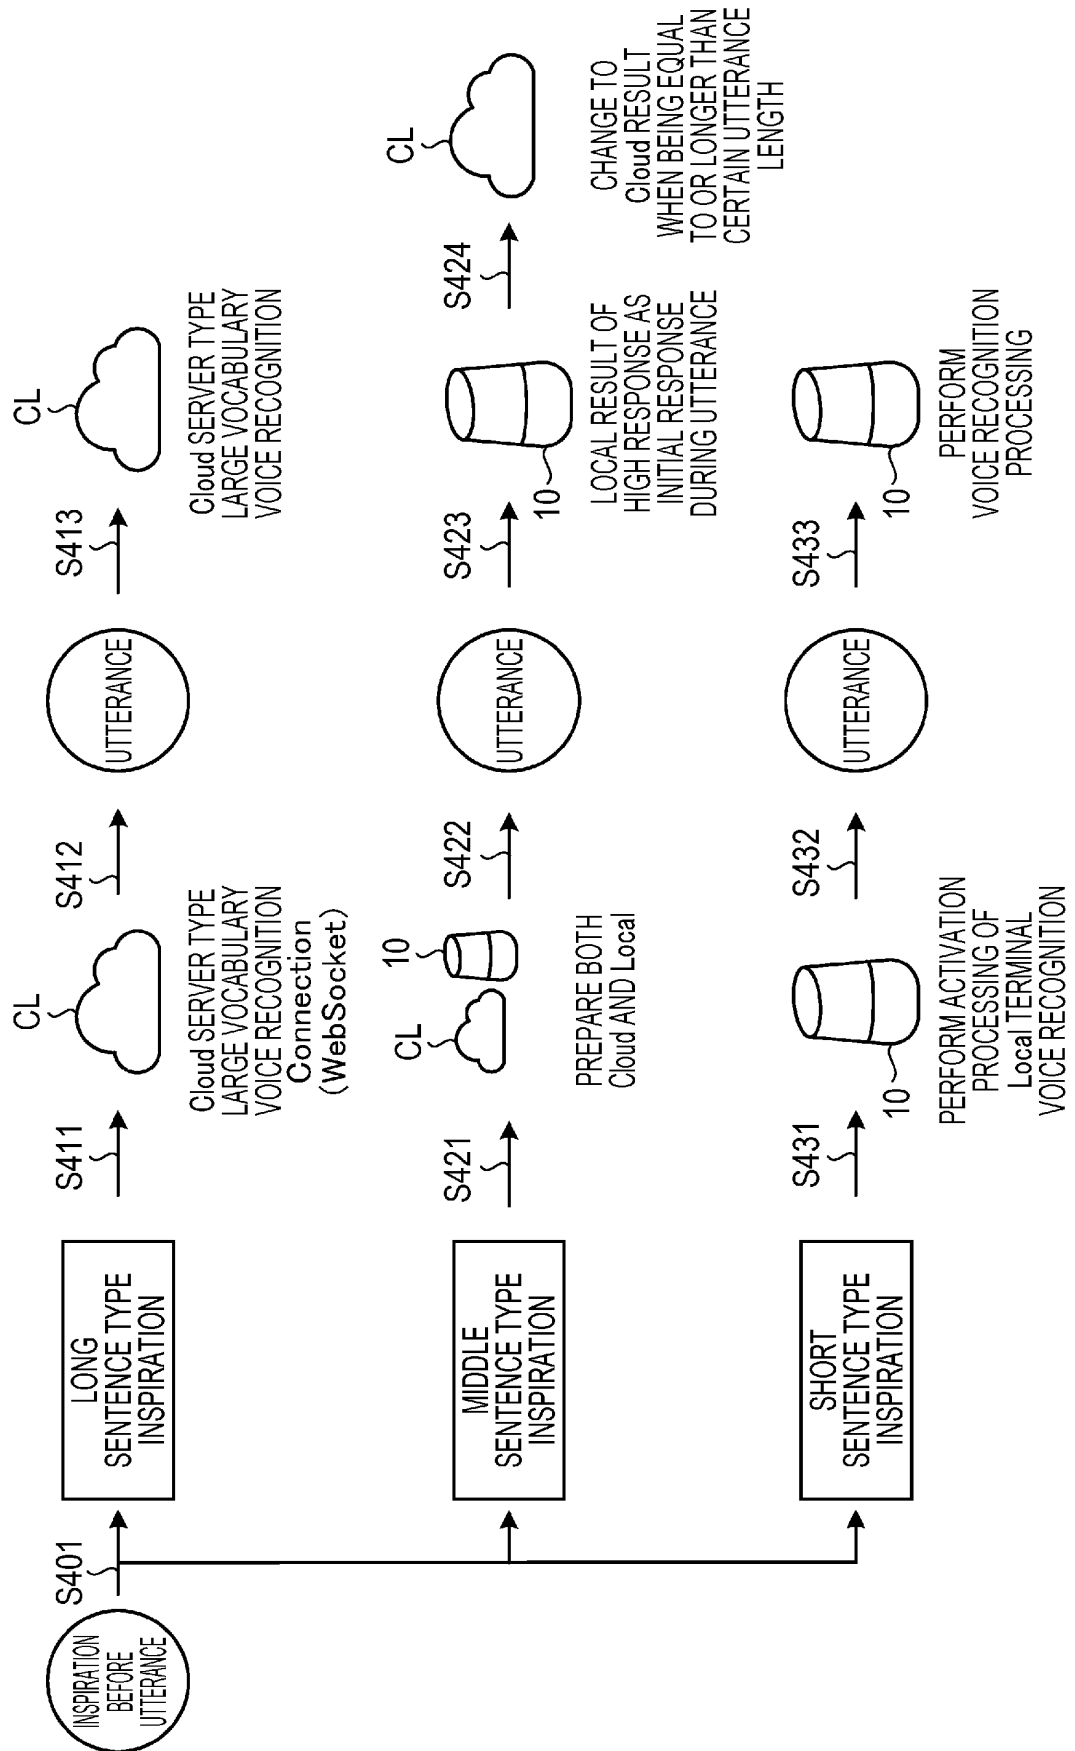 INSPIRATION
BEFORE
UTTERANCE
S401
LONG
SENTENCE TYPE
INSPIRATION
S411
CL
Cloud SERVER TYPE
LARGE VOCABULARY
VOICE RECOGNITION
Connection
(WebSocket)
S412
UTTERANCE
S413
CL
Cloud SERVER TYPE
LARGE VOCABULARY
VOICE RECOGNITION
MIDDLE
SENTENCE TYPE
INSPIRATION
S421
CL
10
PREPARE BOTH
Cloud AND Local
S422
UTTERANCE
S423
10
LOCAL RESULT OF
HIGH RESPONSE AS
INITIAL RESPONSE
DURING UTTERANCE
S424
CL
CHANGE TO
Cloud RESULT
WHEN BEING EQUAL
TO OR LONGER THAN
CERTAIN UTTERANCE
LENGTH
SHORT
SENTENCE TYPE
INSPIRATION
S431
10
PERFORM ACTIVATION
PROCESSING OF
Local TERMINAL
VOICE RECOGNITION
S432
UTTERANCE
S433
10
PERFORM
VOICE RECOGNITION
PROCESSING